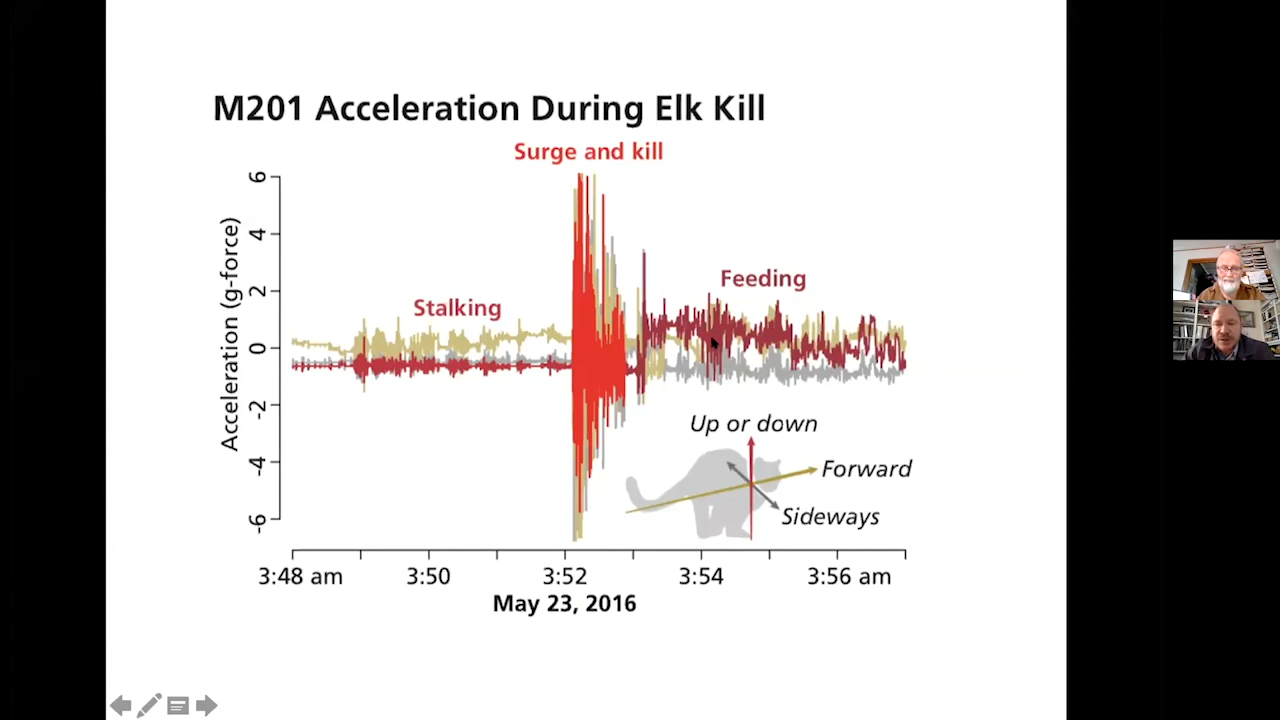 M201 Acceleration During Elk Kill
Surge and kill
Acceleration (g-force)
6
4
2
0
-2
-4
-6
Stalking
Feeding
Up or down
Forward
Sideways
3:48 am 3:50 3:52 3:54 3:56 am
May 23, 2016